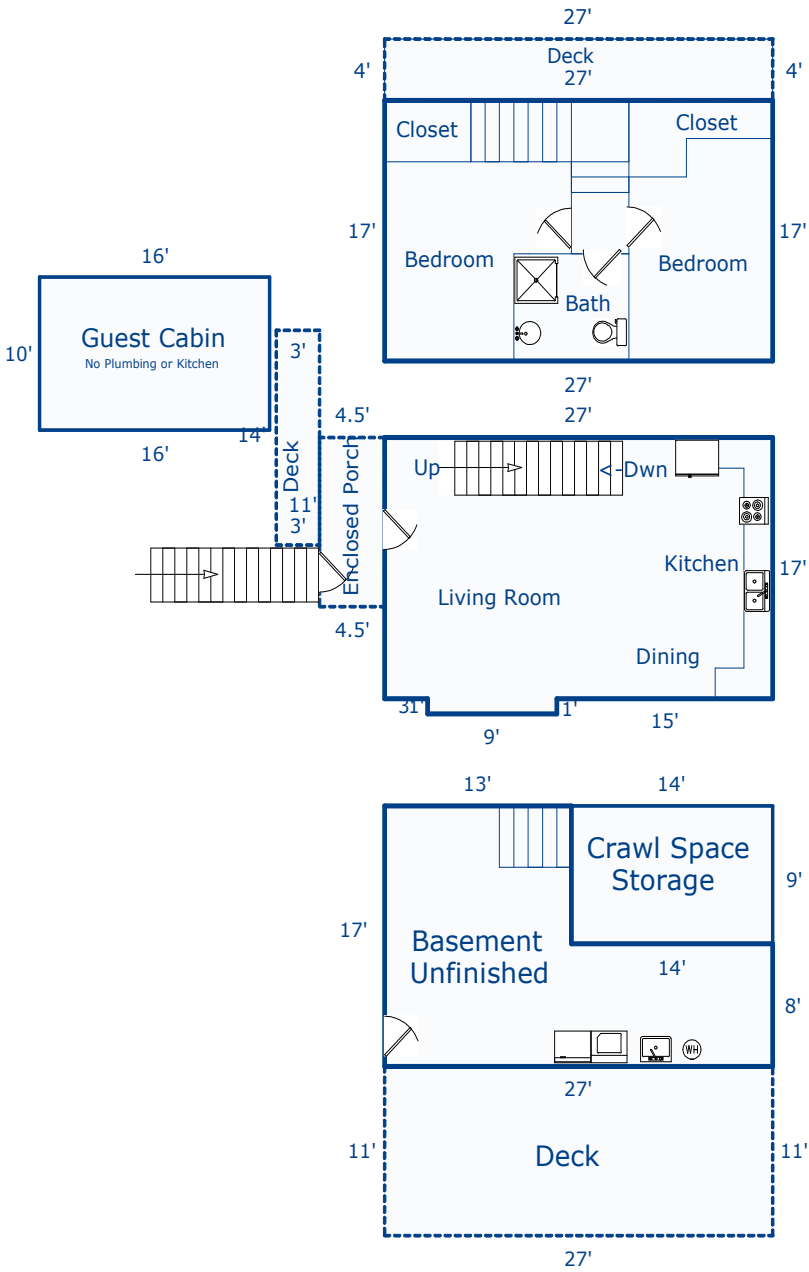 27'
Deck
4'
27'
4'
Closet
Closet
17'
17'
Bedroom
Bedroom
Bath
27'
16'
10'
Guest Cabin
No Plumbing or Kitchen
16'
14'
3'
Deck
11'
3'
4.5'
Enclosed Porch
4.5'
27'
Up
<-Dwn
Kitchen
17'
Living Room
Dining
3'
1'
9'
1'
15'
13'
14'
Crawl Space
Storage
9'
17'
Basement
Unfinished
14'
8'
WH
27'
11'
Deck
11'
27'